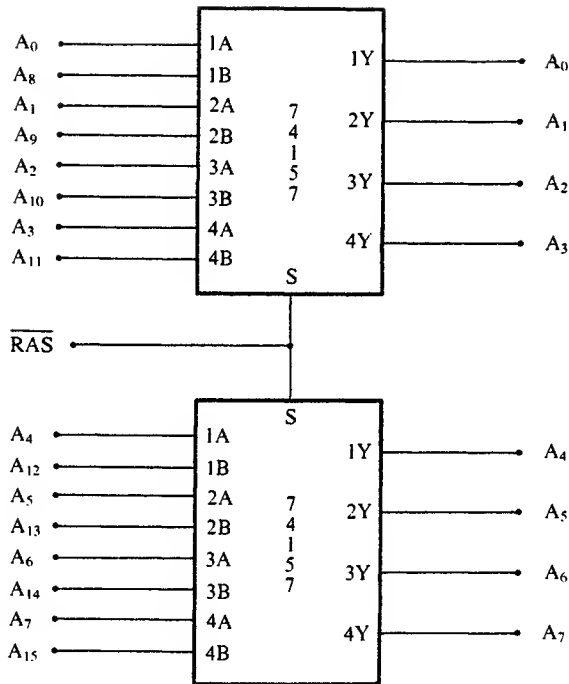 A₀ 1A 1Y A₀
A₈ 1B
A₁ 2A 2Y A₁
A₉ 2B
A₂ 3A 3Y A₂
A₁₀ 3B
A₃ 4A 4Y A₃
A₁₁ 4B
7
4
1
5
7
S
R̅A̅S̅
S
A₄ 1A 1Y A₄
A₁₂ 1B
A₅ 2A 2Y A₅
A₁₃ 2B
A₆ 3A 3Y A₆
A₁₄ 3B
A₇ 4A 4Y A₇
A₁₅ 4B
7
4
1
5
7